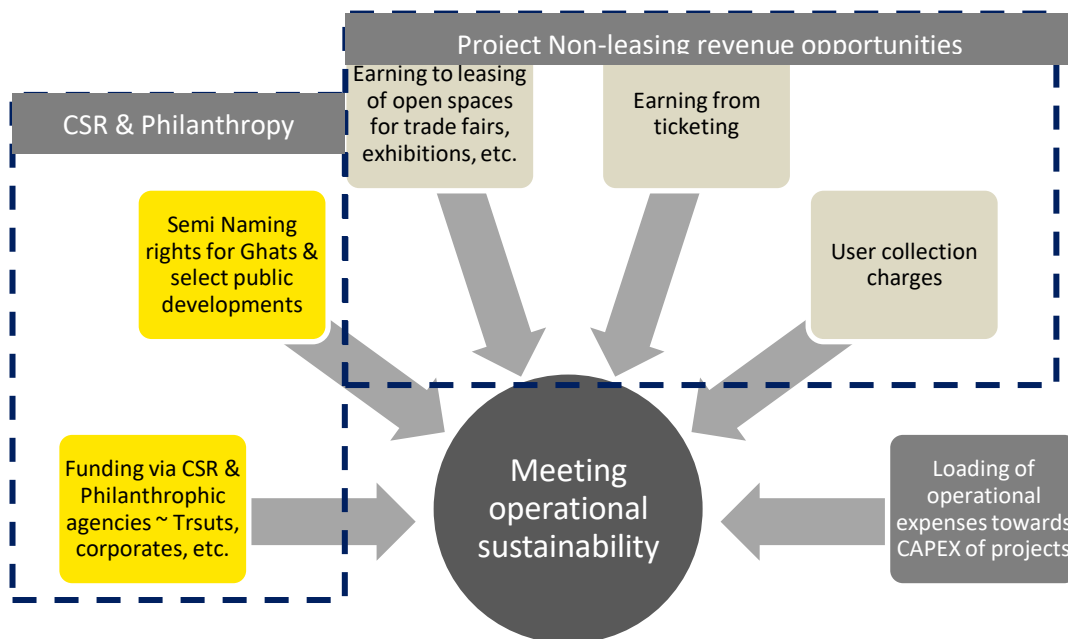 Project Non-leasing revenue opportunities
CSR & Philanthropy
Earning to leasing
of open spaces
for trade fairs,
exhibitions, etc.
Earning from
ticketing
Semi Naming
rights for Ghats &
select public
developments
User collection
charges
Funding via CSR &
Philanthrophic
agencies ~ Trsuts,
corporates, etc.
Meeting
operational
sustainability
Loading of
operational
expenses towards
CAPEX of projects